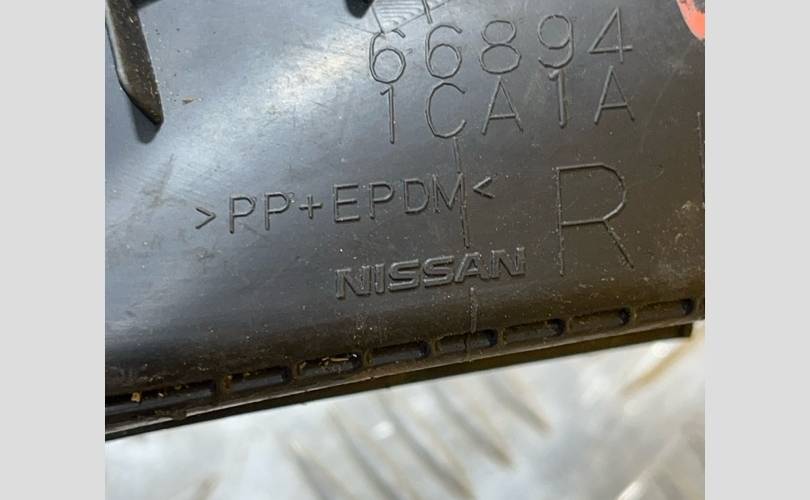 66894
1CA1A
>PP+EPDM< R
NISSAN